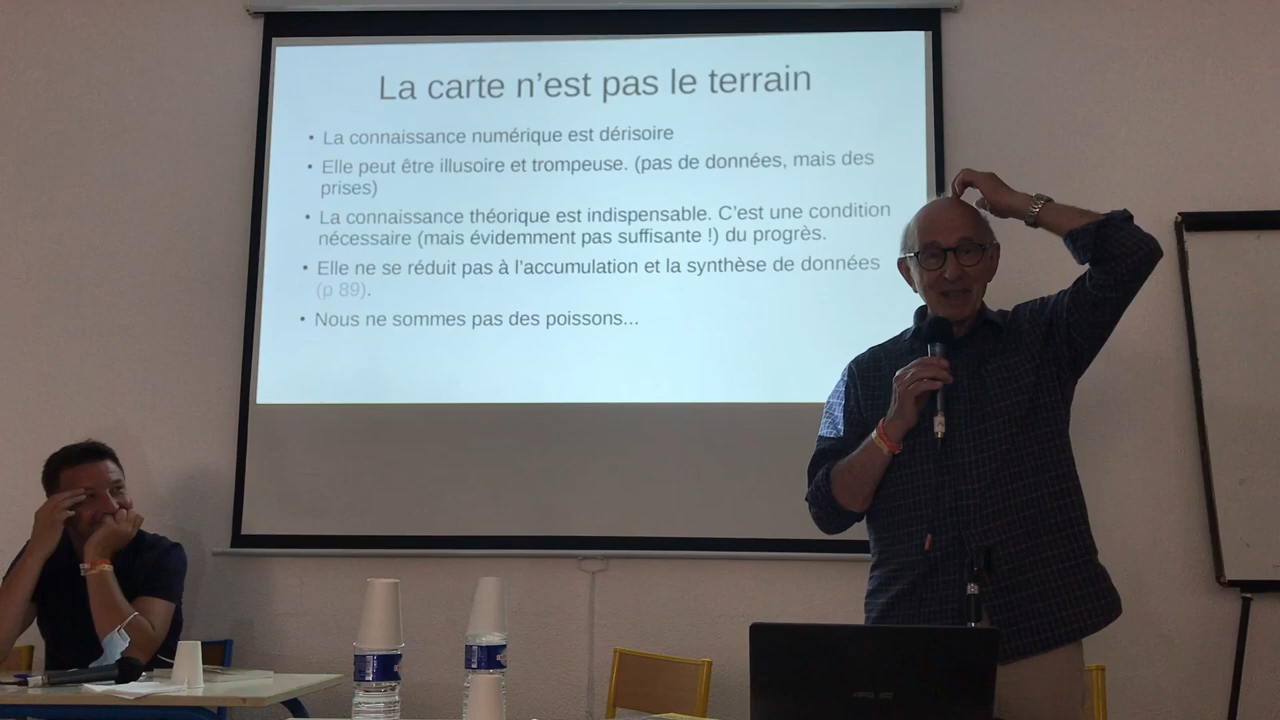 La carte n'est pas le terrain
• La connaissance numérique est dérisoire
• Elle peut être illusoire et trompeuse. (pas de données, mais des
prises)
• La connaissance théorique est indispensable. C'est une condition
nécessaire (mais évidemment pas suffisante !) du progrès.
• Elle ne se réduit pas à l'accumulation et la synthèse de données
(p 89).
• Nous ne sommes pas des poissons...